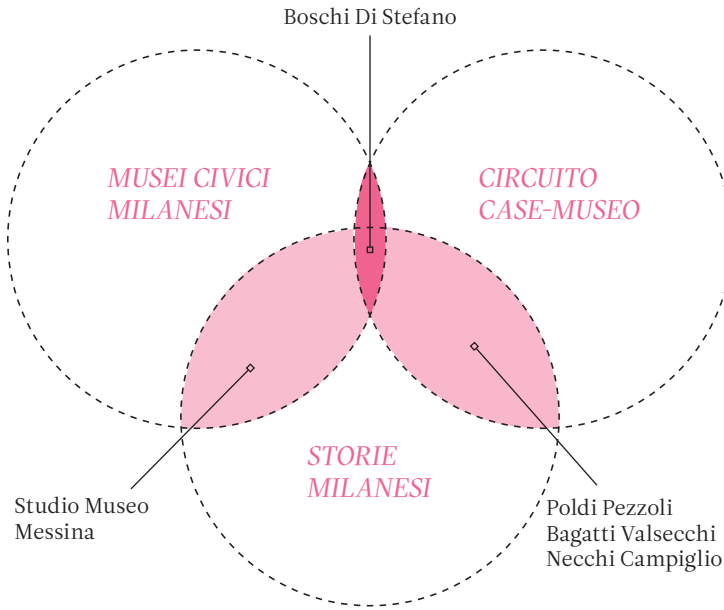 Boschi Di Stefano
MUSEI CIVICI
MILANESI
CIRCUITO
CASE-MUSEO
STORIE
MILANESI
Studio Museo
Messina
Poldi Pezzoli
Bagatti Valsecchi
Necchi Campiglio